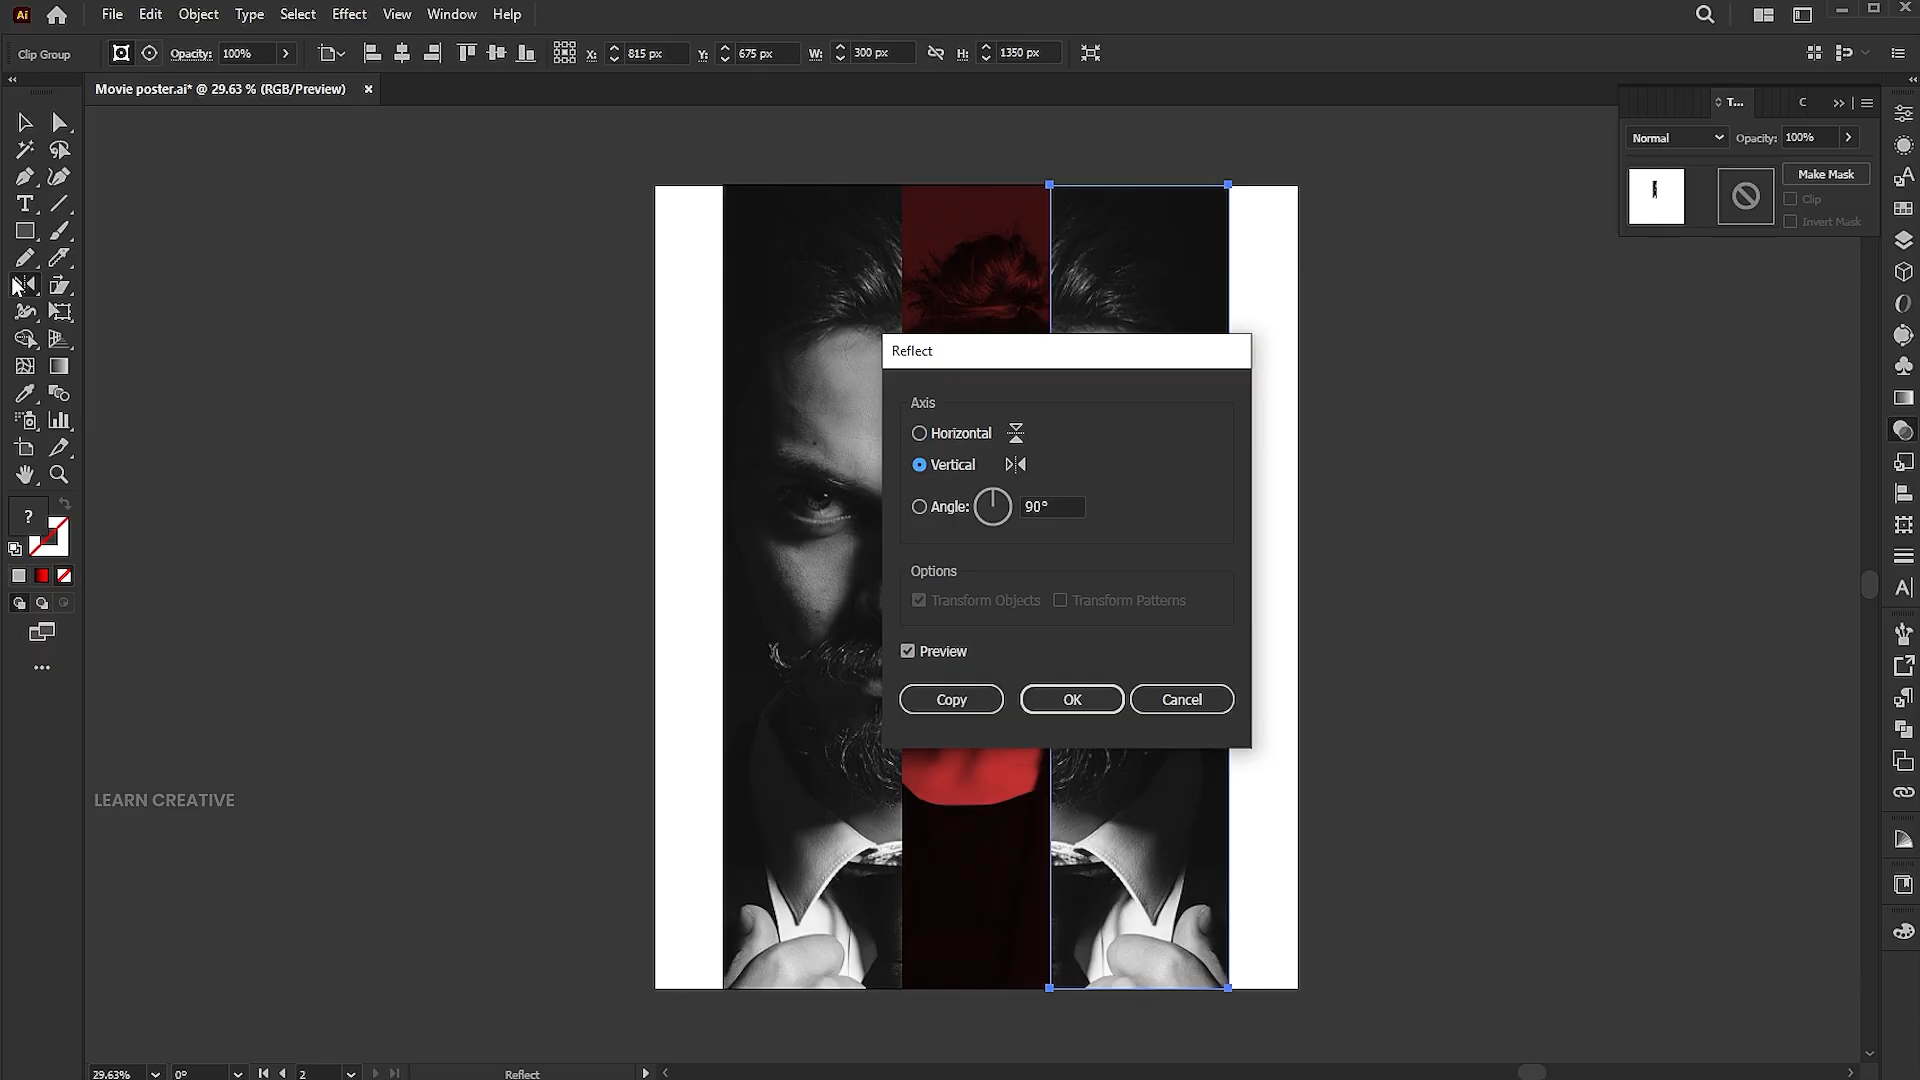 Ai File Edit Object Type Select Effect View Window Help
Clip Group Opacity: 100% X: 815 px Y: 675 px W: 300 px H: 1350 px
Movie poster.ai* @ 29.63 % (RGB/Preview) ×
T... C
Normal Opacity: 100%
Make Mask
Clip
Invert Mask
Reflect
Axis
Horizontal
Vertical
Angle: 90°
Options
Transform Objects Transform Patterns
Preview
Copy OK Cancel
?
LEARN CREATIVE
29.63% 0° 2 Reflect